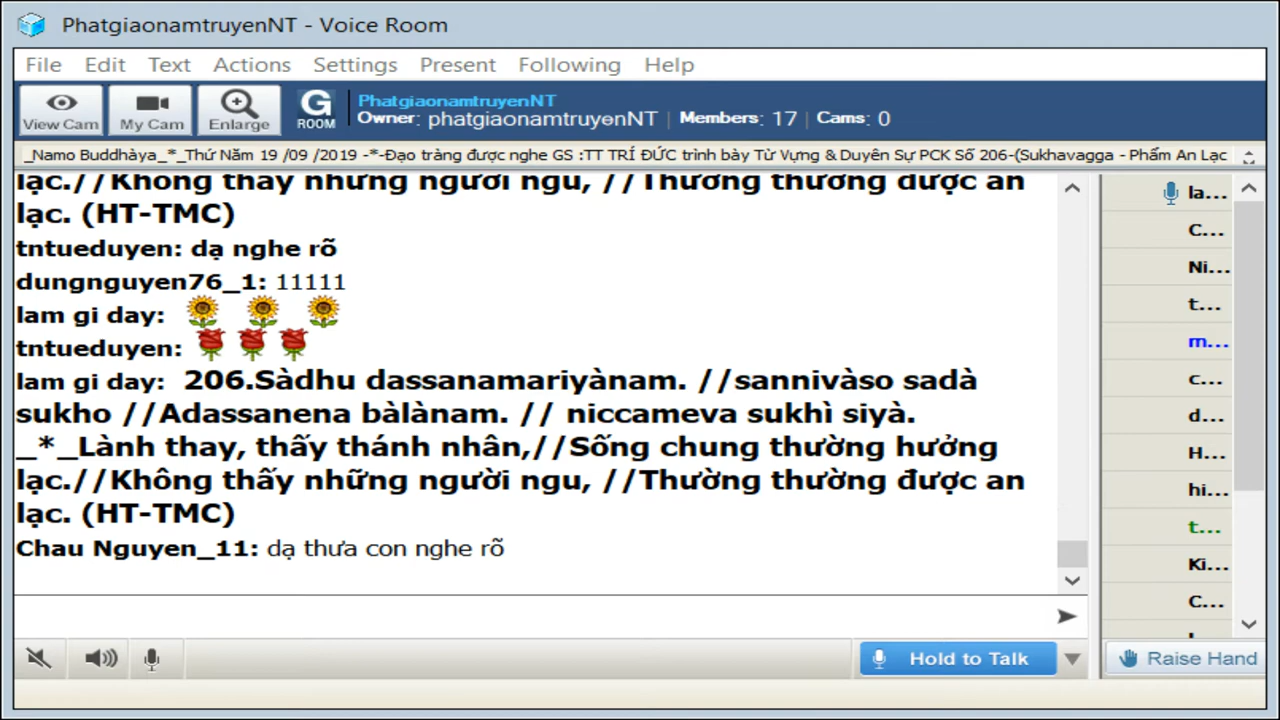 PhatgiaonamtruyenNT - Voice Room
File Edit Text Actions Settings Present Following Help
View Cam My Cam Enlarge G ROOM
PhatgiaonamtruyenNT
Owner: phatgiaonamtruyenNT Members: 17 Cams: 0
_Namo Buddhàya_*_Thứ Năm 19 /09 /2019 -*-Đạo tràng được nghe GS :TT TRÍ ĐỨC trình bày Từ Vựng & Duyên Sự PCK Số 206-(Sukhavagga - Phẩm An Lạc
lạc.//Không thấy những người ngu, //Thường thường được an
lạc. (HT-TMC)
tntueduyen: dạ nghe rõ
dungnguyen76_1: 11111
lam gi day:
tntueduyen:
lam gi day: 206.Sàdhu dassanamariyànam. //sannivàso sadà
sukho //Adassanena bàlànam. // niccameva sukhì siyà.
_*_Lành thay, thấy thánh nhân,//Sống chung thường hưởng
lạc.//Không thấy những người ngu, //Thường thường được an
lạc. (HT-TMC)
Chau Nguyen_11: dạ thưa con nghe rõ
la...
C...
Ni...
t...
m...
c...
d...
H...
hi...
t...
Ki...
C...
Hold to Talk
Raise Hand